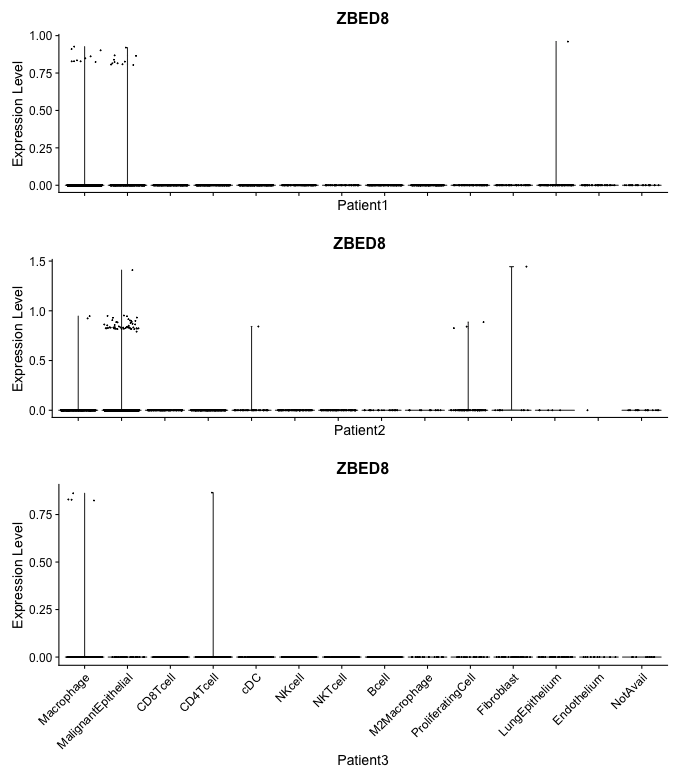 ZBED8
1.00
0.75
0.50
0.25
0.00
Expression Level
Patient1
ZBED8
1.5
1.0
0.5
0.0
Expression Level
Patient2
ZBED8
0.75
0.50
0.25
0.00
Expression Level
Macrophage
MalignantEpithelial
CD8Tcell
CD4Tcell
cDC
NKcell
NKTcell
Bcell
M2Macrophage
ProliferatingCell
Fibroblast
LungEpithelium
Endothelium
NotAvail
Patient3